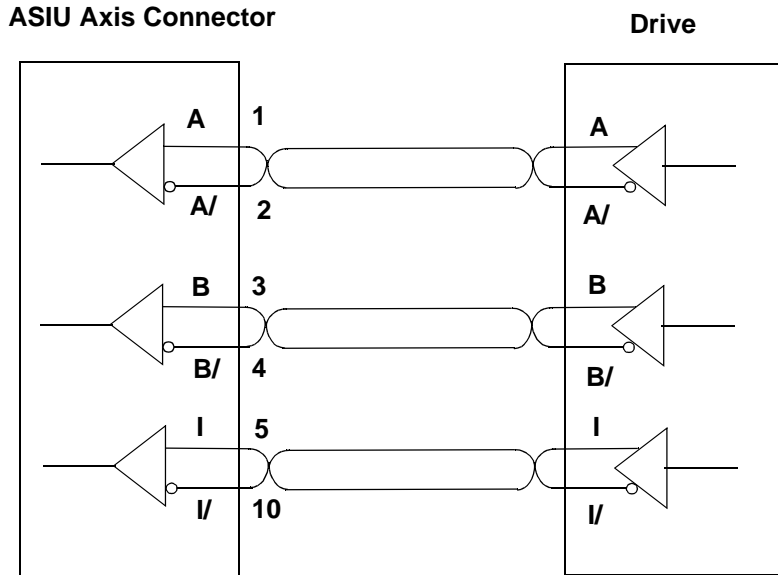 ASIU Axis Connector
Drive
A 1 A
A/ 2 A/
B 3 B
B/ 4 B/
I 5 I
I/ 10 I/